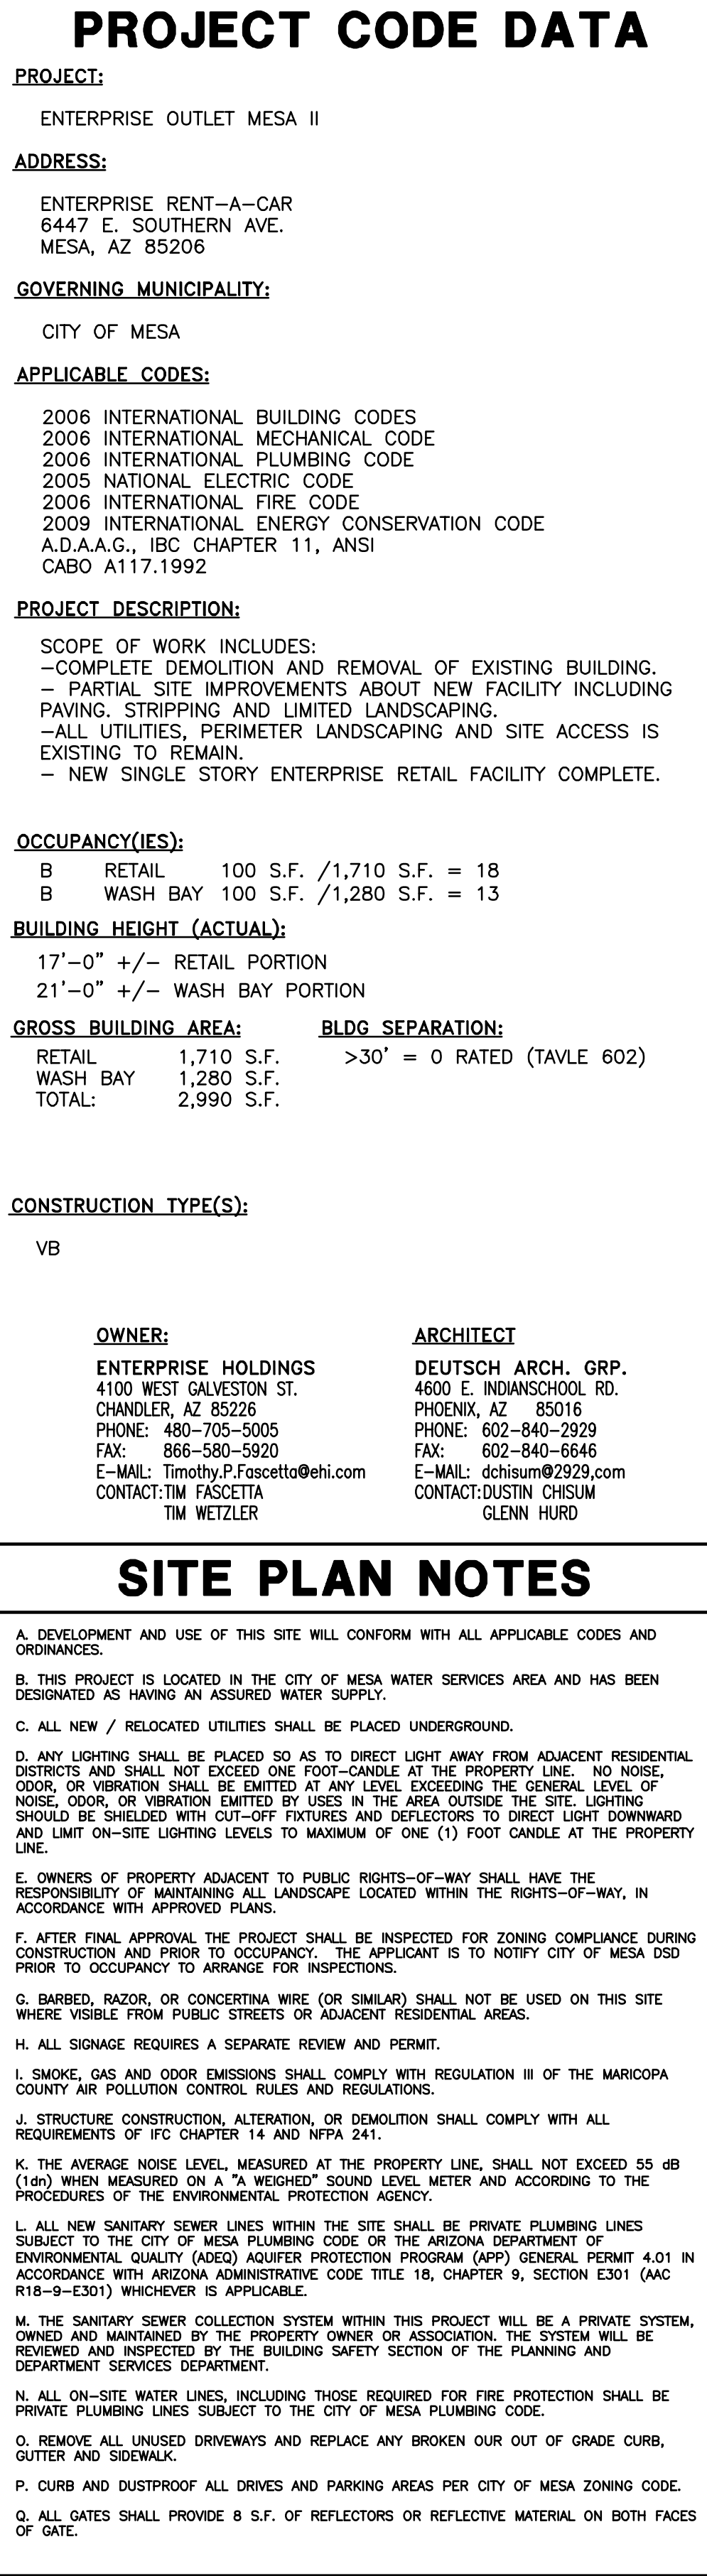 PROJECT CODE DATA
PROJECT:
ENTERPRISE OUTLET MESA II
ADDRESS:
ENTERPRISE RENT-A-CAR
6447 E. SOUTHERN AVE.
MESA, AZ 85206
GOVERNING MUNICIPALITY:
CITY OF MESA
APPLICABLE CODES:
2006 INTERNATIONAL BUILDING CODES
2006 INTERNATIONAL MECHANICAL CODE
2006 INTERNATIONAL PLUMBING CODE
2005 NATIONAL ELECTRIC CODE
2006 INTERNATIONAL FIRE CODE
2009 INTERNATIONAL ENERGY CONSERVATION CODE
A.D.A.A.G., IBC CHAPTER 11, ANSI
CABO A117.1992
PROJECT DESCRIPTION:
SCOPE OF WORK INCLUDES:
-COMPLETE DEMOLITION AND REMOVAL OF EXISTING BUILDING.
- PARTIAL SITE IMPROVEMENTS ABOUT NEW FACILITY INCLUDING
PAVING. STRIPPING AND LIMITED LANDSCAPING.
-ALL UTILITIES, PERIMETER LANDSCAPING AND SITE ACCESS IS
EXISTING TO REMAIN.
- NEW SINGLE STORY ENTERPRISE RETAIL FACILITY COMPLETE.
OCCUPANCY(IES):
B RETAIL 100 S.F. /1,710 S.F. = 18
B WASH BAY 100 S.F. /1,280 S.F. = 13
BUILDING HEIGHT (ACTUAL):
17'-0" +/- RETAIL PORTION
21'-0" +/- WASH BAY PORTION
GROSS BUILDING AREA:
RETAIL 1,710 S.F.
WASH BAY 1,280 S.F.
TOTAL: 2,990 S.F.
BLDG SEPARATION:
>30' = 0 RATED (TAVLE 602)
CONSTRUCTION TYPE(S):
VB
OWNER:
ENTERPRISE HOLDINGS
4100 WEST GALVESTON ST.
CHANDLER, AZ 85226
PHONE: 480-705-5005
FAX: 866-580-5920
E-MAIL: Timothy.P.Fascetta@ehi.com
CONTACT:TIM FASCETTA
TIM WETZLER
ARCHITECT
DEUTSCH ARCH. GRP.
4600 E. INDIANSCHOOL RD.
PHOENIX, AZ 85016
PHONE: 602-840-2929
FAX: 602-840-6646
E-MAIL: dchisum@2929,com
CONTACT:DUSTIN CHISUM
GLENN HURD
SITE PLAN NOTES
A. DEVELOPMENT AND USE OF THIS SITE WILL CONFORM WITH ALL APPLICABLE CODES AND
ORDINANCES.
B. THIS PROJECT IS LOCATED IN THE CITY OF MESA WATER SERVICES AREA AND HAS BEEN
DESIGNATED AS HAVING AN ASSURED WATER SUPPLY.
C. ALL NEW / RELOCATED UTILITIES SHALL BE PLACED UNDERGROUND.
D. ANY LIGHTING SHALL BE PLACED SO AS TO DIRECT LIGHT AWAY FROM ADJACENT RESIDENTIAL
DISTRICTS AND SHALL NOT EXCEED ONE FOOT-CANDLE AT THE PROPERTY LINE. NO NOISE,
ODOR, OR VIBRATION SHALL BE EMITTED AT ANY LEVEL EXCEEDING THE GENERAL LEVEL OF
NOISE, ODOR, OR VIBRATION EMITTED BY USES IN THE AREA OUTSIDE THE SITE. LIGHTING
SHOULD BE SHIELDED WITH CUT-OFF FIXTURES AND DEFLECTORS TO DIRECT LIGHT DOWNWARD
AND LIMIT ON-SITE LIGHTING LEVELS TO MAXIMUM OF ONE (1) FOOT CANDLE AT THE PROPERTY
LINE.
E. OWNERS OF PROPERTY ADJACENT TO PUBLIC RIGHTS-OF-WAY SHALL HAVE THE
RESPONSIBILITY OF MAINTAINING ALL LANDSCAPE LOCATED WITHIN THE RIGHTS-OF-WAY, IN
ACCORDANCE WITH APPROVED PLANS.
F. AFTER FINAL APPROVAL THE PROJECT SHALL BE INSPECTED FOR ZONING COMPLIANCE DURING
CONSTRUCTION AND PRIOR TO OCCUPANCY. THE APPLICANT IS TO NOTIFY CITY OF MESA DSD
PRIOR TO OCCUPANCY TO ARRANGE FOR INSPECTIONS.
G. BARBED, RAZOR, OR CONCERTINA WIRE (OR SIMILAR) SHALL NOT BE USED ON THIS SITE
WHERE VISIBLE FROM PUBLIC STREETS OR ADJACENT RESIDENTIAL AREAS.
H. ALL SIGNAGE REQUIRES A SEPARATE REVIEW AND PERMIT.
I. SMOKE, GAS AND ODOR EMISSIONS SHALL COMPLY WITH REGULATION III OF THE MARICOPA
COUNTY AIR POLLUTION CONTROL RULES AND REGULATIONS.
J. STRUCTURE CONSTRUCTION, ALTERATION, OR DEMOLITION SHALL COMPLY WITH ALL
REQUIREMENTS OF IFC CHAPTER 14 AND NFPA 241.
K. THE AVERAGE NOISE LEVEL, MEASURED AT THE PROPERTY LINE, SHALL NOT EXCEED 55 dB
(1dn) WHEN MEASURED ON A "A WEIGHED" SOUND LEVEL METER AND ACCORDING TO THE
PROCEDURES OF THE ENVIRONMENTAL PROTECTION AGENCY.
L. ALL NEW SANITARY SEWER LINES WITHIN THE SITE SHALL BE PRIVATE PLUMBING LINES
SUBJECT TO THE CITY OF MESA PLUMBING CODE OR THE ARIZONA DEPARTMENT OF
ENVIRONMENTAL QUALITY (ADEQ) AQUIFER PROTECTION PROGRAM (APP) GENERAL PERMIT 4.01 IN
ACCORDANCE WITH ARIZONA ADMINISTRATIVE CODE TITLE 18, CHAPTER 9, SECTION E301 (AAC
R18-9-E301) WHICHEVER IS APPLICABLE.
M. THE SANITARY SEWER COLLECTION SYSTEM WITHIN THIS PROJECT WILL BE A PRIVATE SYSTEM,
OWNED AND MAINTAINED BY THE PROPERTY OWNER OR ASSOCIATION. THE SYSTEM WILL BE
REVIEWED AND INSPECTED BY THE BUILDING SAFETY SECTION OF THE PLANNING AND
DEPARTMENT SERVICES DEPARTMENT.
N. ALL ON-SITE WATER LINES, INCLUDING THOSE REQUIRED FOR FIRE PROTECTION SHALL BE
PRIVATE PLUMBING LINES SUBJECT TO THE CITY OF MESA PLUMBING CODE.
O. REMOVE ALL UNUSED DRIVEWAYS AND REPLACE ANY BROKEN OUR OUT OF GRADE CURB,
GUTTER AND SIDEWALK.
P. CURB AND DUSTPROOF ALL DRIVES AND PARKING AREAS PER CITY OF MESA ZONING CODE.
Q. ALL GATES SHALL PROVIDE 8 S.F. OF REFLECTORS OR REFLECTIVE MATERIAL ON BOTH FACES
OF GATE.